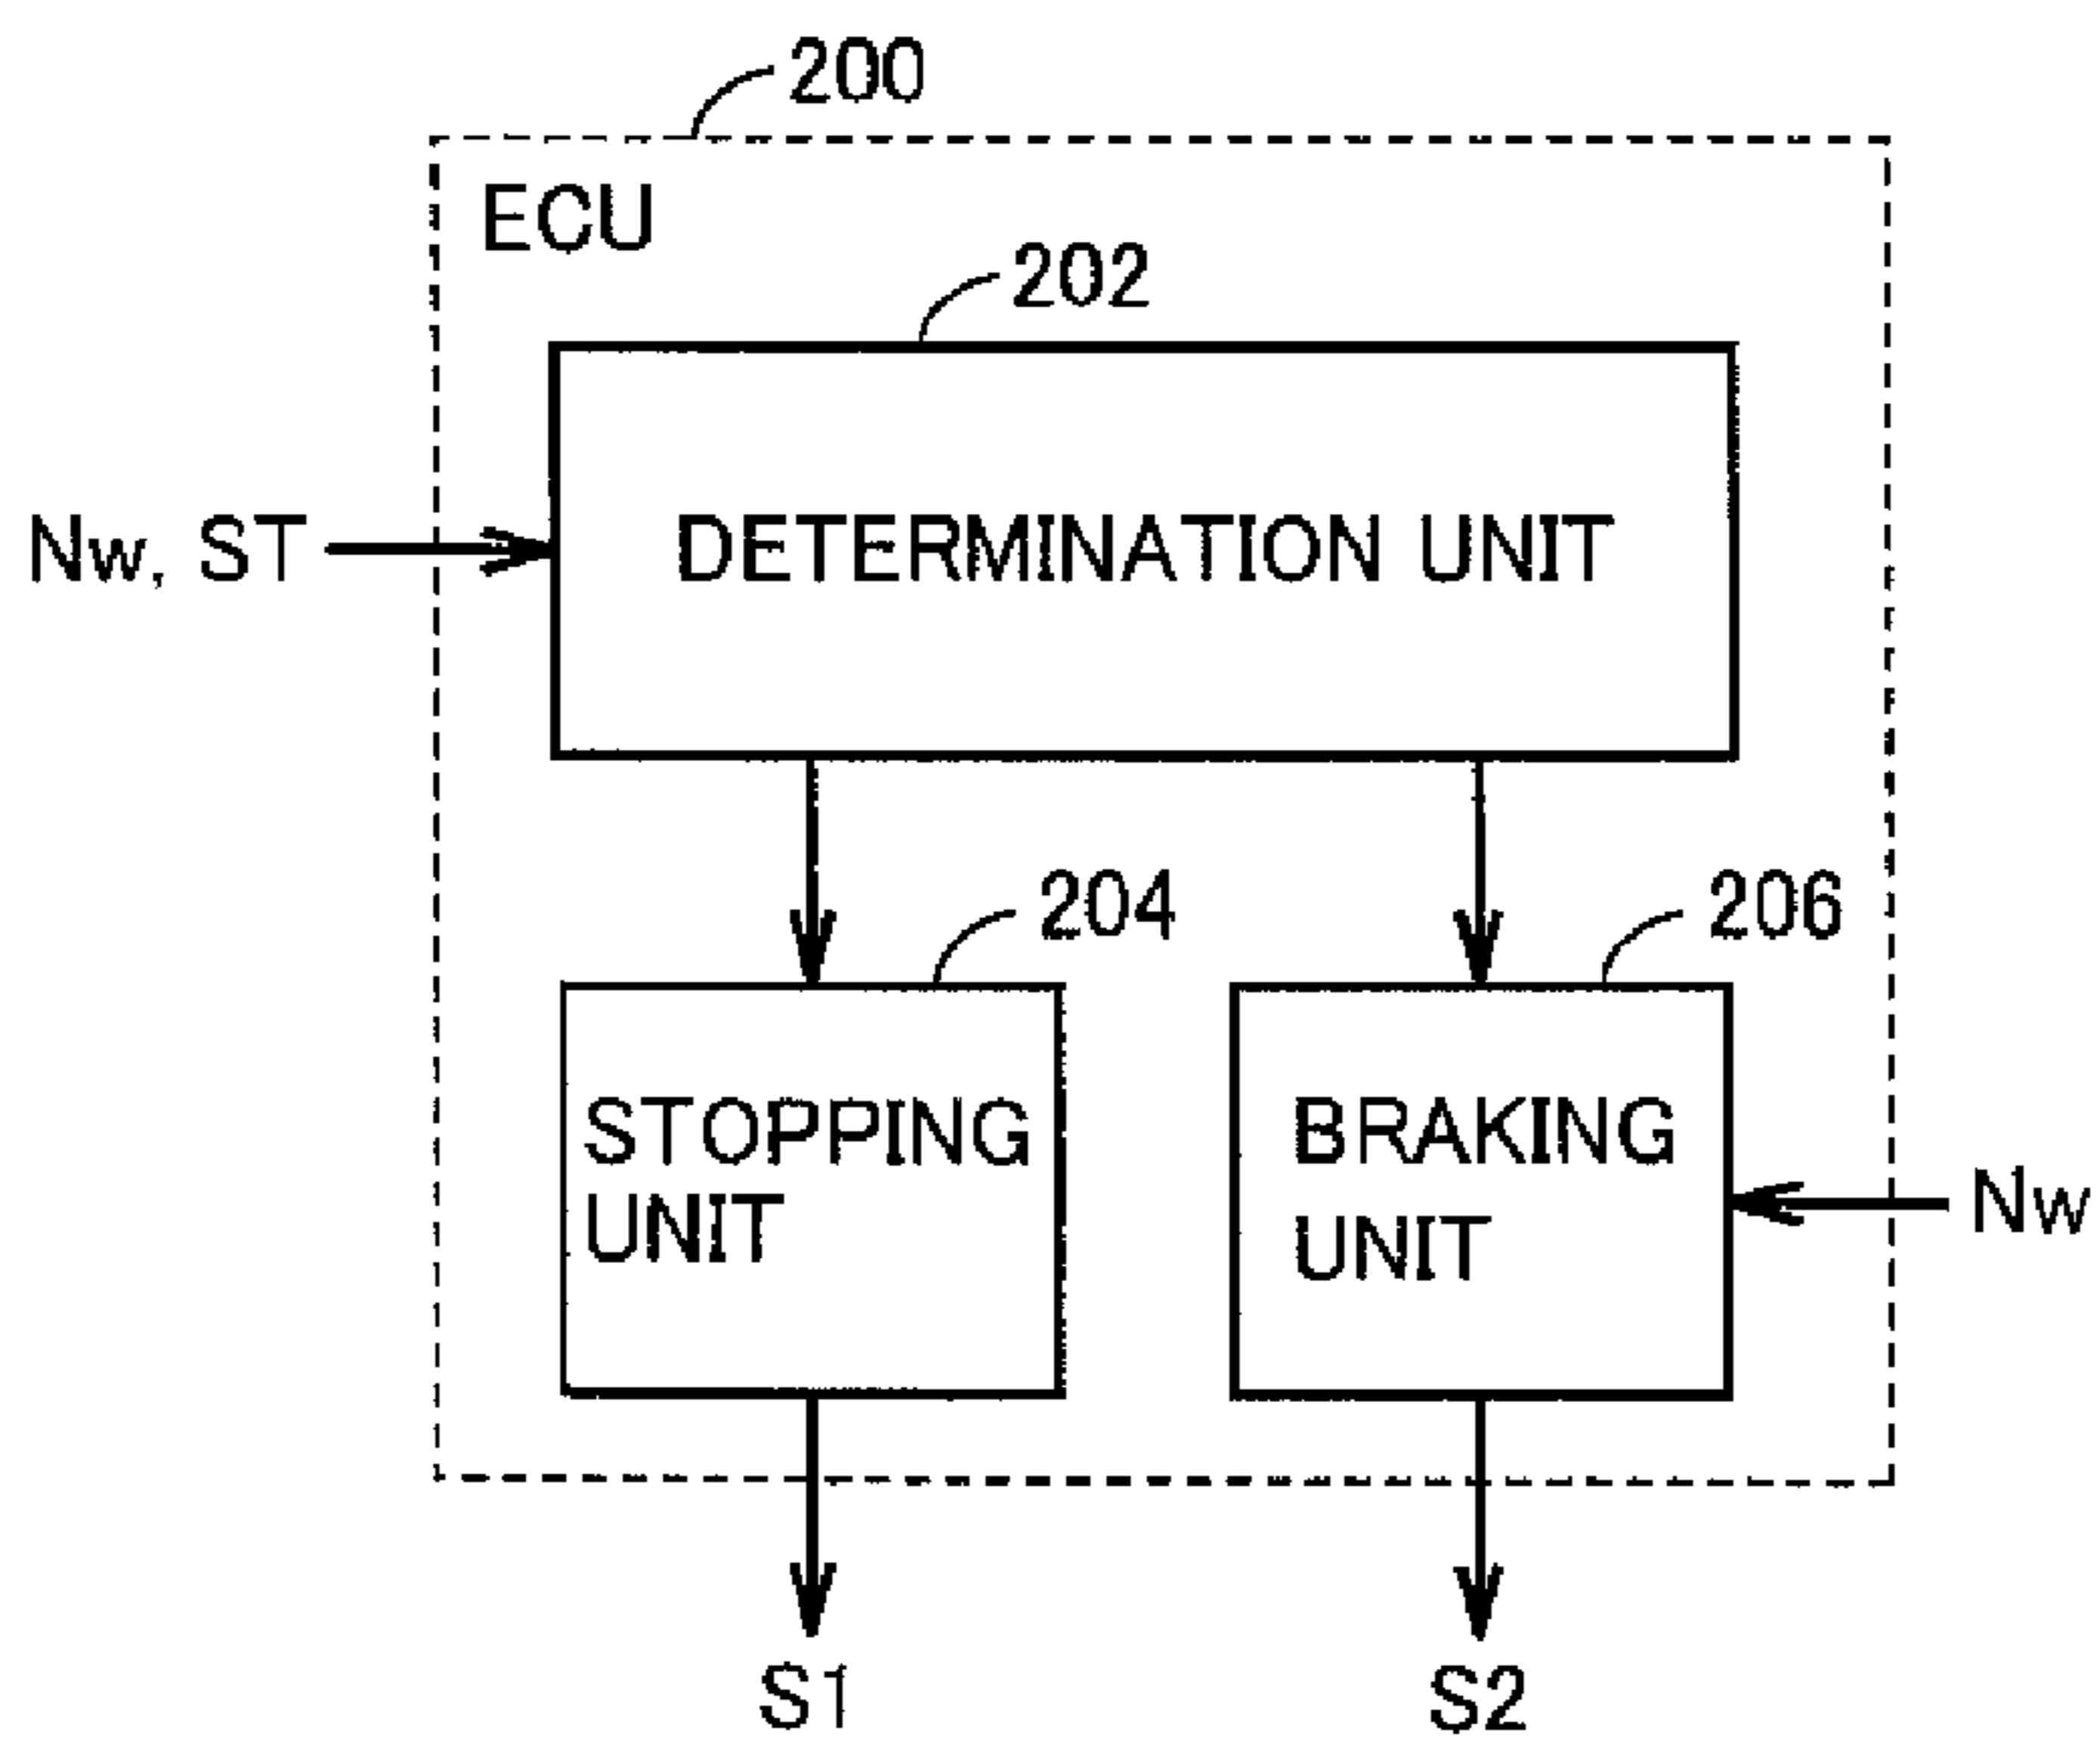 200
ECU
202
Nw, ST
DETERMINATION UNIT
204
206
STOPPING
UNIT
BRAKING
UNIT
Nw
S1
S2